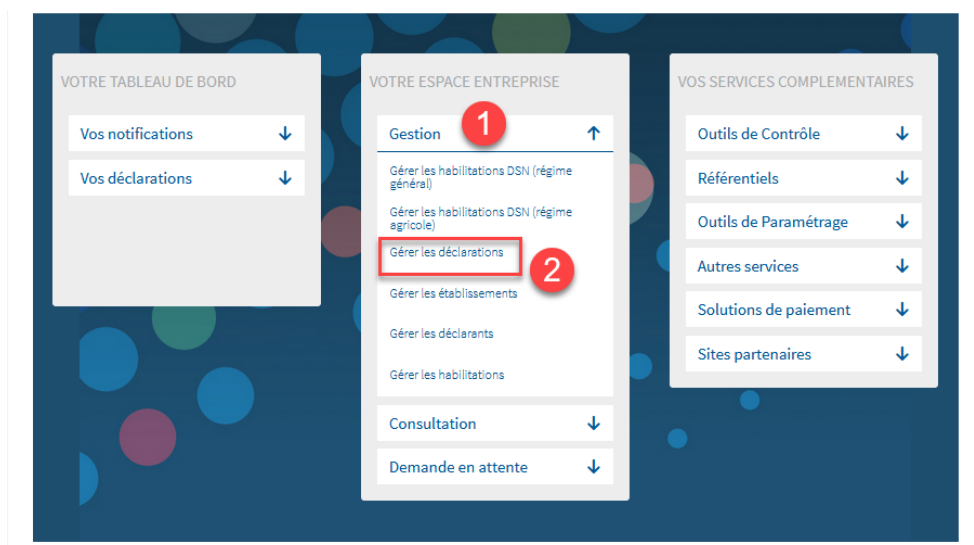 VOTRE TABLEAU DE BORD
Vos notifications
Vos déclarations
VOTRE ESPACE ENTREPRISE
Gestion
1
Gérer les habilitations DSN (régime
général)
Gérer les habilitations DSN (régime
agricole)
Gérer les déclarations
2
Gérer les établissements
Gérer les déclarants
Gérer les habilitations
Consultation
Demande en attente
VOS SERVICES COMPLEMENTAIRES
Outils de Contrôle
Référentiels
Outils de Paramétrage
Autres services
Solutions de paiement
Sites partenaires